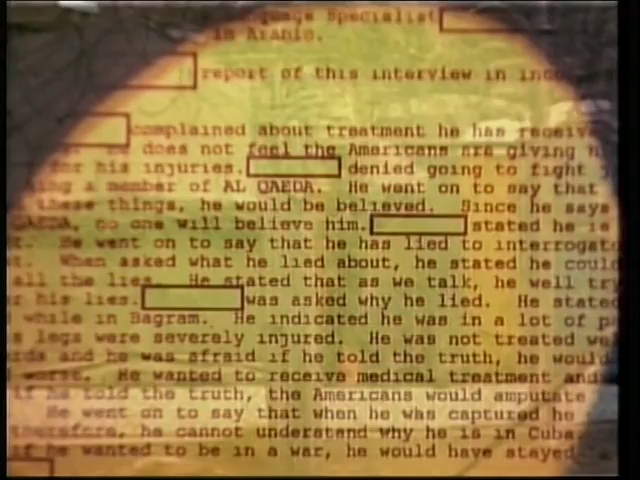 Language Specialist
in Arabic.
report of this interview in
complained about treatment he has
he does not feel the Americans are giving
for his injuries. denied going to fight
a member of AL QAEDA. He went on to say that
these things, he would be believed. Since he says
no one will believe him. stated he is
He went on to say that he has lied to
When asked what he lied about, he stated he
all the lies. He stated that as we talk, he well try
his lies. was asked why he lied. He
while in Bagram. He indicated he was in a lot of
legs were severely injured. He was not treated
and he was afraid if he told the truth, he would
He wanted to receive medical treatment and
if he told the truth, the Americans would amputate
He went on to say that when he was captured he
therefore, he cannot understand why he is in Cuba.
if he wanted to be in a war, he would have stayed